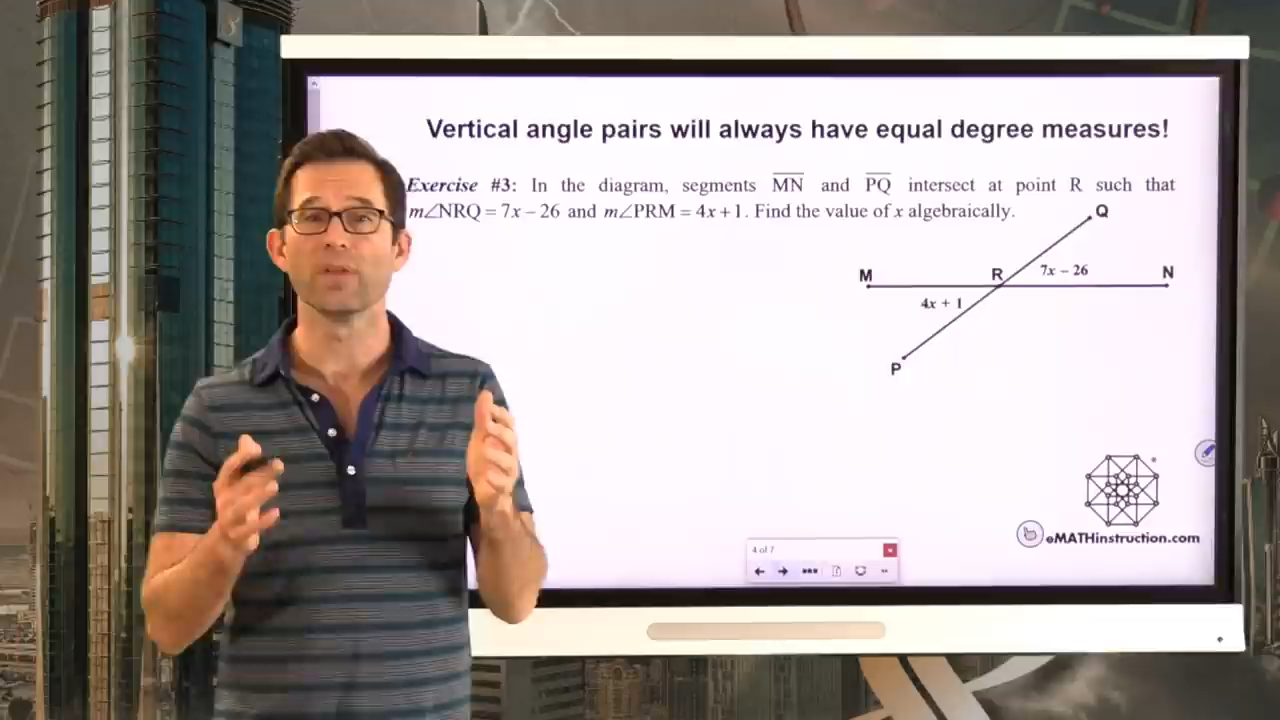 Vertical angle pairs will always have equal degree measures!
Exercise #3: In the diagram, segments M̅N̅ and P̅Q̅ intersect at point R such that
m∠NRQ = 7x − 26 and m∠PRM = 4x + 1. Find the value of x algebraically.
Q
M
R
7x − 26
N
4x + 1
P
eMATHinstruction.com
4 of 7